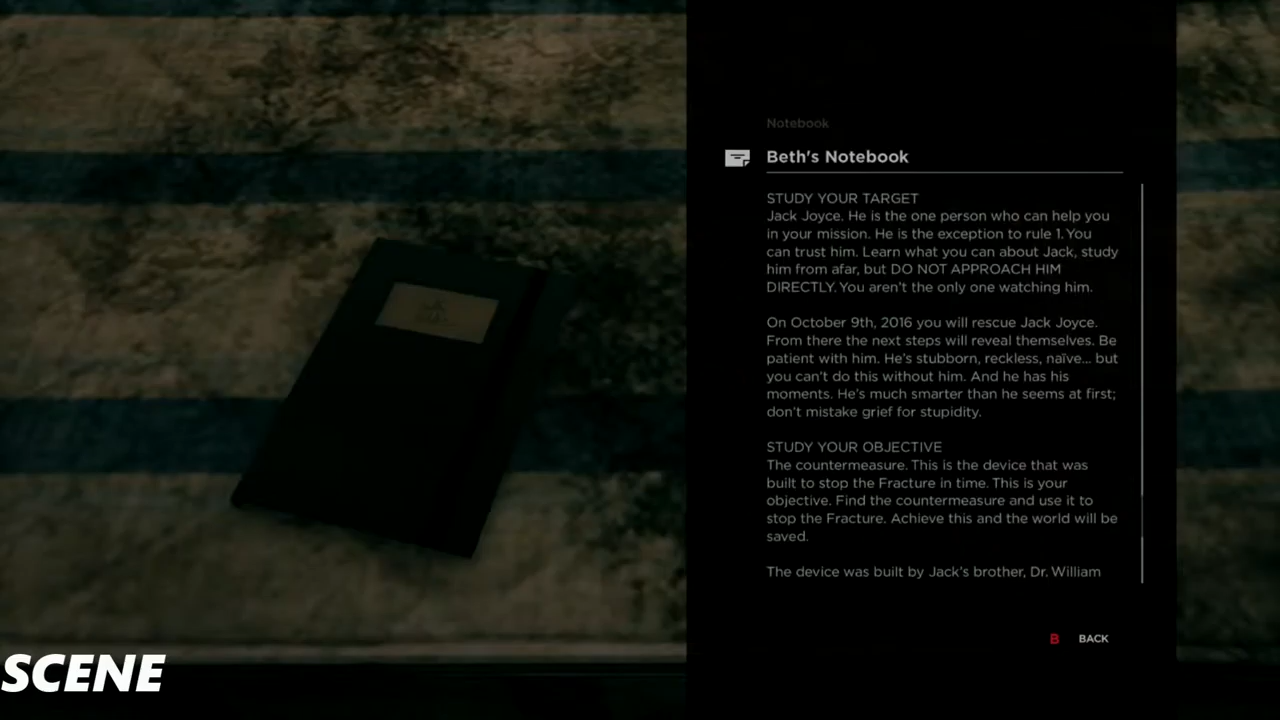 Notebook
Beth's Notebook
STUDY YOUR TARGET
Jack Joyce. He is the one person who can help you
in your mission. He is the exception to rule 1. You
can trust him. Learn what you can about Jack, study
him from afar, but DO NOT APPROACH HIM
DIRECTLY. You aren't the only one watching him.
On October 9th, 2016 you will rescue Jack Joyce.
From there the next steps will reveal themselves. Be
patient with him. He's stubborn, reckless, naïve... but
you can't do this without him. And he has his
moments. He's much smarter than he seems at first;
don't mistake grief for stupidity.
STUDY YOUR OBJECTIVE
The countermeasure. This is the device that was
built to stop the Fracture in time. This is your
objective. Find the countermeasure and use it to
stop the Fracture. Achieve this and the world will be
saved.
The device was built by Jack's brother, Dr. William
B BACK
SCENE